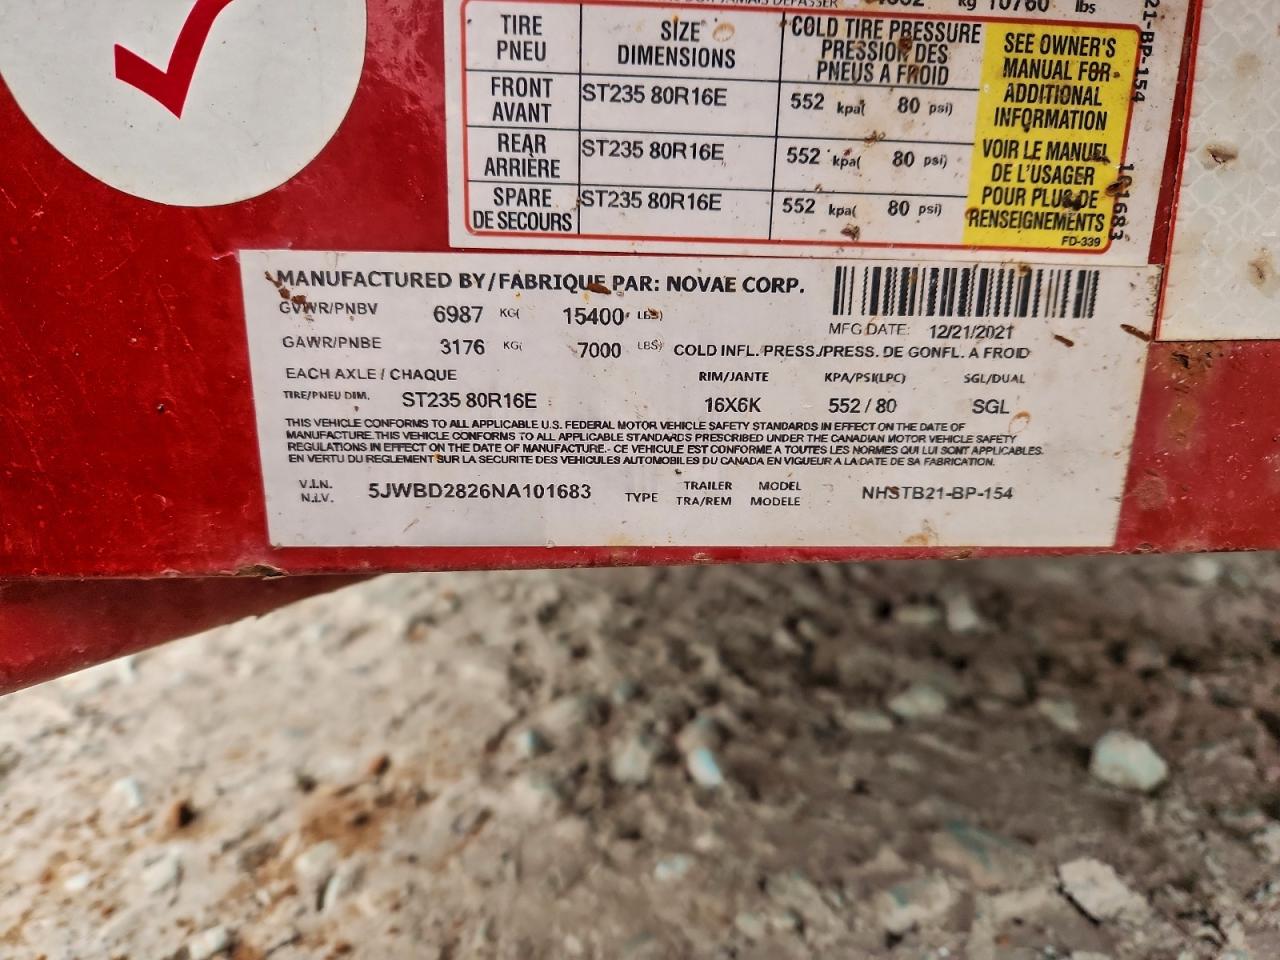 kg 10760 lbs
TIRE PNEU SIZE DIMENSIONS COLD TIRE PRESSURE PRESSION DES PNEUS A FROID
SEE OWNER'S MANUAL FOR ADDITIONAL INFORMATION
VOIR LE MANUEL DE L'USAGER POUR PLUS DE RENSEIGNEMENTS
FRONT AVANT ST235 80R16E 552 kpa( 80 psi)
REAR ARRIÈRE ST235 80R16E 552 kpa( 80 psi)
SPARE DE SECOURS ST235 80R16E 552 kpa( 80 psi)
FD-339
21-BP-154
101683
MANUFACTURED BY/FABRIQUE PAR: NOVAE CORP.
GVWR/PNBV 6987 KG( 15400 LBS)
MFG DATE: 12/21/2021
GAWR/PNBE 3176 KG( 7000 LBS) COLD INFL. PRESS./PRESS. DE GONFL. A FROID
EACH AXLE / CHAQUE RIM/JANTE KPA/PSI(LPC) SGL/DUAL
TIRE/PNEU DIM. ST235 80R16E 16X6K 552 / 80 SGL
THIS VEHICLE CONFORMS TO ALL APPLICABLE U.S. FEDERAL MOTOR VEHICLE SAFETY STANDARDS IN EFFECT ON THE DATE OF
MANUFACTURE.THIS VEHICLE CONFORMS TO ALL APPLICABLE STANDARDS PRESCRIBED UNDER THE CANADIAN MOTOR VEHICLE SAFETY
REGULATIONS IN EFFECT ON THE DATE OF MANUFACTURE.- CE VEHICULE EST CONFORME A TOUTES LES NORMES QUI LUI SONT APPLICABLES.
EN VERTU DU REGLEMENT SUR LA SECURITE DES VEHICULES AUTOMOBILES DU CANADA EN VIGUEUR A LA DATE DE SA FABRICATION.
V.I.N. N.I.V. 5JWBD2826NA101683 TYPE TRAILER TRA/REM MODEL MODELE NHSTB21-BP-154